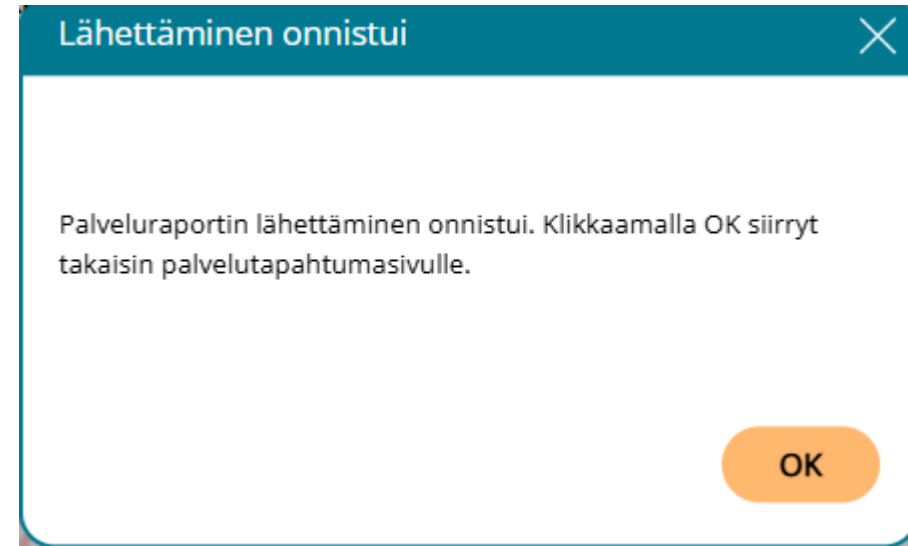 Lähettäminen onnistui
Palveluraportin lähettäminen onnistui. Klikkaamalla OK siirryt
takaisin palvelutapahtumasivulle.
OK